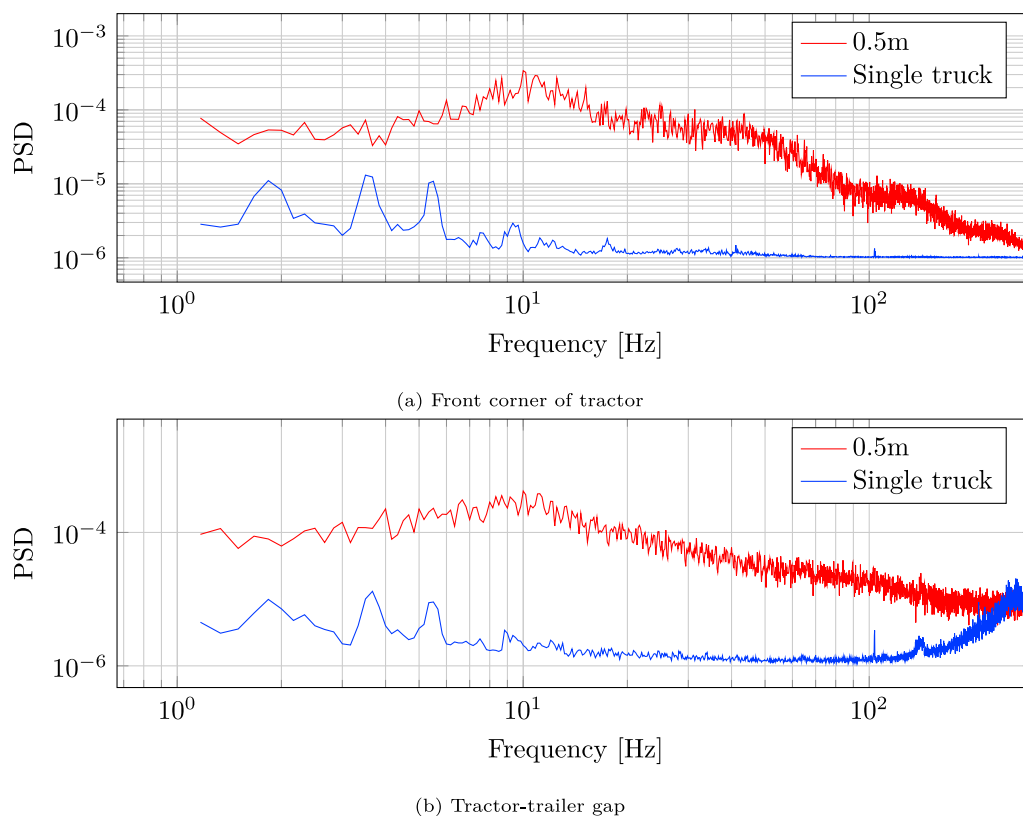 10^{-3}
10^{-4}
10^{-5}
10^{-6}
PSD
0.5m
Single truck
10^{0}
10^{1}
10^{2}
Frequency [Hz]
(a) Front corner of tractor
10^{-4}
10^{-6}
PSD
0.5m
Single truck
10^{0}
10^{1}
10^{2}
Frequency [Hz]
(b) Tractor-trailer gap